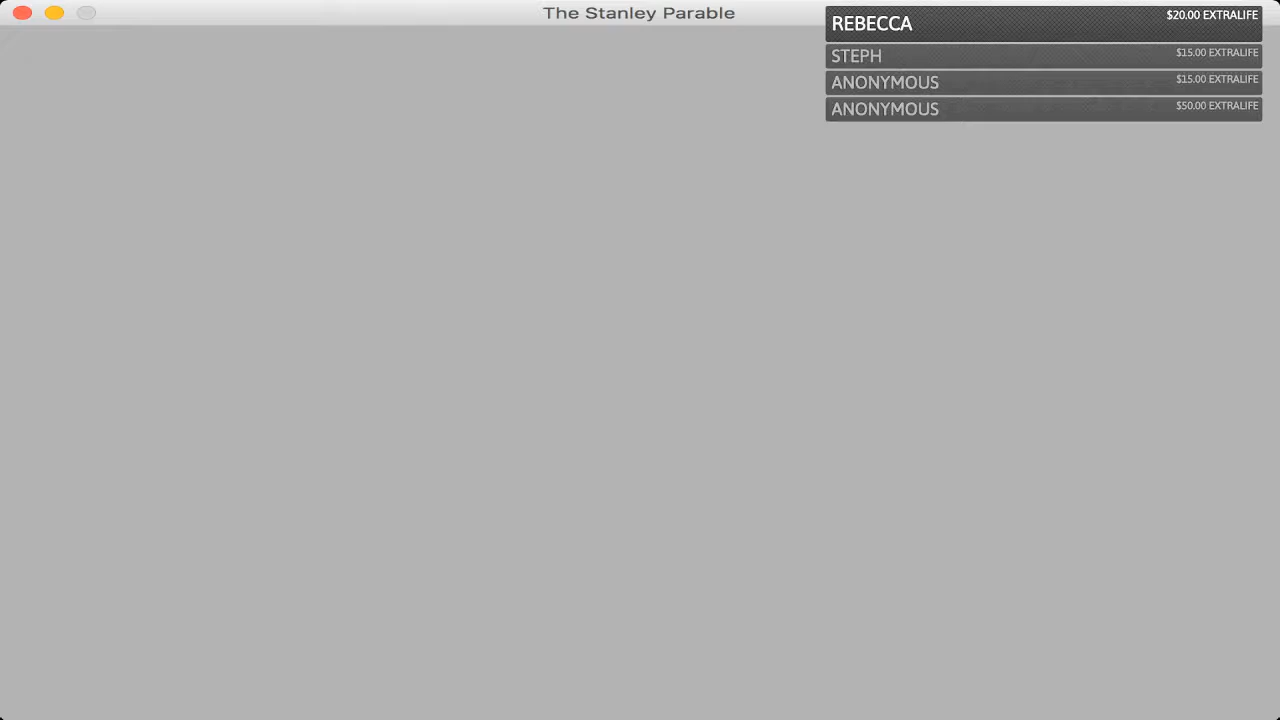 The Stanley Parable
REBECCA $20.00 EXTRALIFE
STEPH $15.00 EXTRALIFE
ANONYMOUS $15.00 EXTRALIFE
ANONYMOUS $50.00 EXTRALIFE